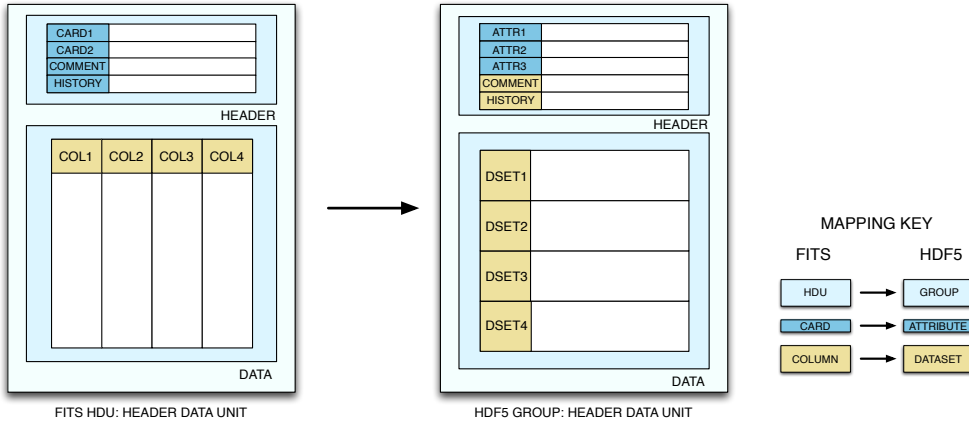 CARD1
CARD2
COMMENT
HISTORY
HEADER
COL1 COL2 COL3 COL4
DATA
FITS HDU: HEADER DATA UNIT
ATTR1
ATTR2
ATTR3
COMMENT
HISTORY
HEADER
DSET1
DSET2
DSET3
DSET4
DATA
HDF5 GROUP: HEADER DATA UNIT
MAPPING KEY
FITS HDF5
HDU GROUP
CARD ATTRIBUTE
COLUMN DATASET